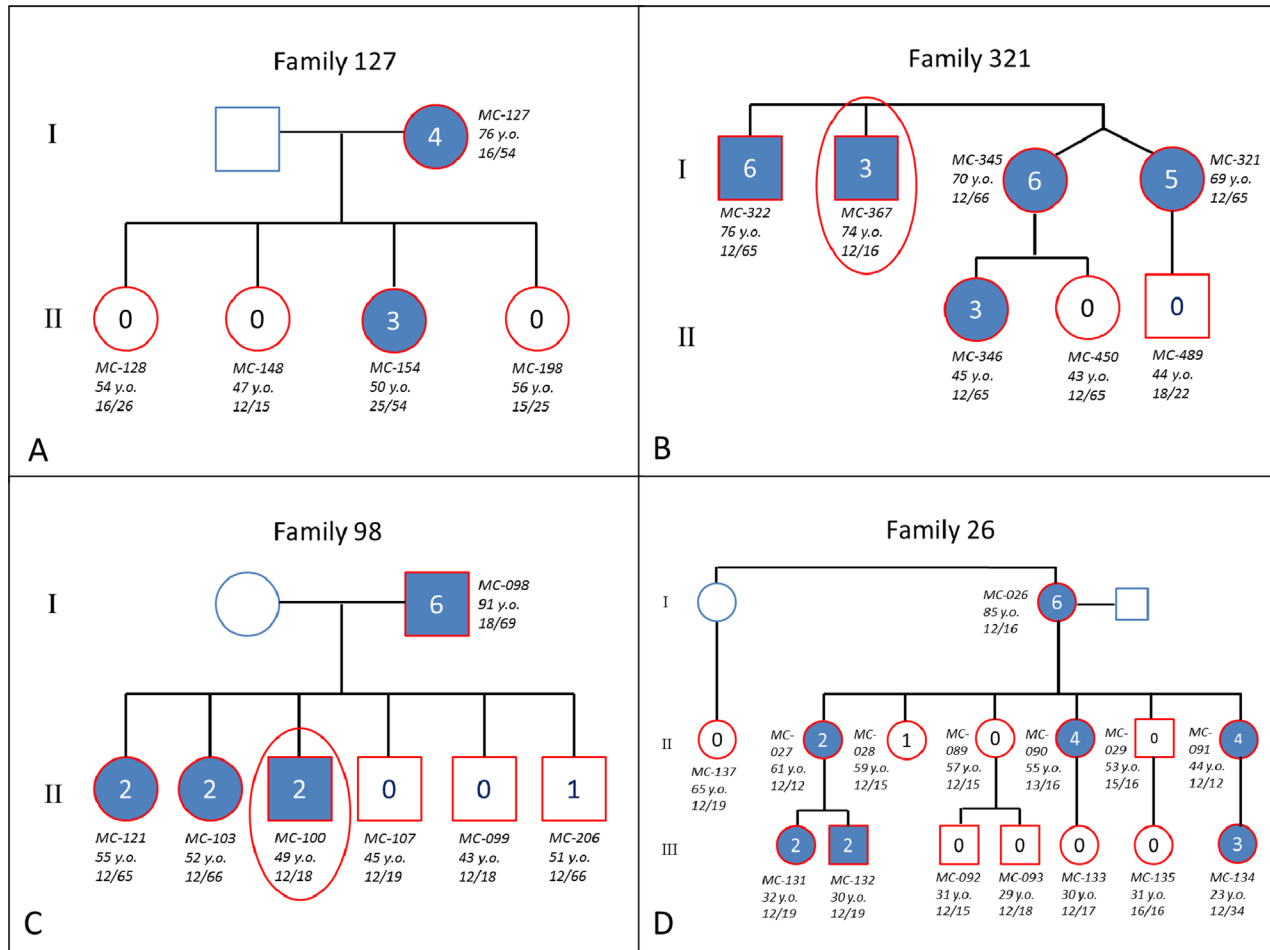 Family 127
I
4
MC-127
76 y.o.
16/54
II
0
0
3
0
MC-128
54 y.o.
16/26
MC-148
47 y.o.
12/15
MC-154
50 y.o.
25/54
MC-198
56 y.o.
15/25
A
Family 321
I
6
3
MC-345
70 y.o.
12/66
6
5
MC-321
69 y.o.
12/65
MC-322
76 y.o.
12/65
MC-367
74 y.o.
12/16
II
3
0
0
MC-346
45 y.o.
12/65
MC-450
43 y.o.
12/65
MC-489
44 y.o.
18/22
B
Family 98
I
6
MC-098
91 y.o.
18/69
II
2
2
2
0
0
1
MC-121
55 y.o.
12/65
MC-103
52 y.o.
12/66
MC-100
49 y.o.
12/18
MC-107
45 y.o.
12/19
MC-099
43 y.o.
12/18
MC-206
51 y.o.
12/66
C
Family 26
I
MC-026
85 y.o.
12/16
6
II
0
MC-137
65 y.o.
12/19
MC-
027
61 y.o.
12/12
2
MC-
028
59 y.o.
12/15
1
MC-
089
57 y.o.
12/15
0
MC-
090
55 y.o.
13/16
4
MC-
029
53 y.o.
15/16
0
MC-
091
44 y.o.
12/12
4
III
2
2
0
0
0
0
3
MC-131
32 y.o.
12/19
MC-132
30 y.o.
12/19
MC-092
31 y.o.
12/15
MC-093
29 y.o.
12/18
MC-133
30 y.o.
12/17
MC-135
31 y.o.
16/16
MC-134
23 y.o.
12/34
D